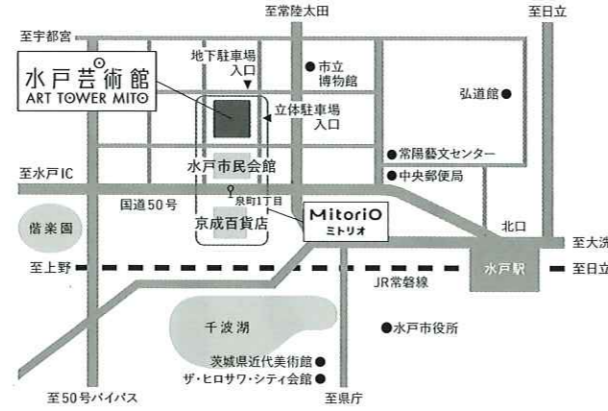 至常陸太田
至日立
至宇都宮
地下駐車場
入口
市立
博物館
水戸芸術館
ART TOWER MITO
弘道館
立体駐車場
入口
常陽藝文センター
水戸市民会館
至水戸IC
中央郵便局
国道50号
泉町1丁目
MitoriO
ミトリオ
京成百貨店
偕楽園
北口
至大洗
至上野
水戸駅
至日立
JR常磐線
千波湖
水戸市役所
茨城県近代美術館
ザ・ヒロサワ・シティ会館
至50号バイパス
至県庁